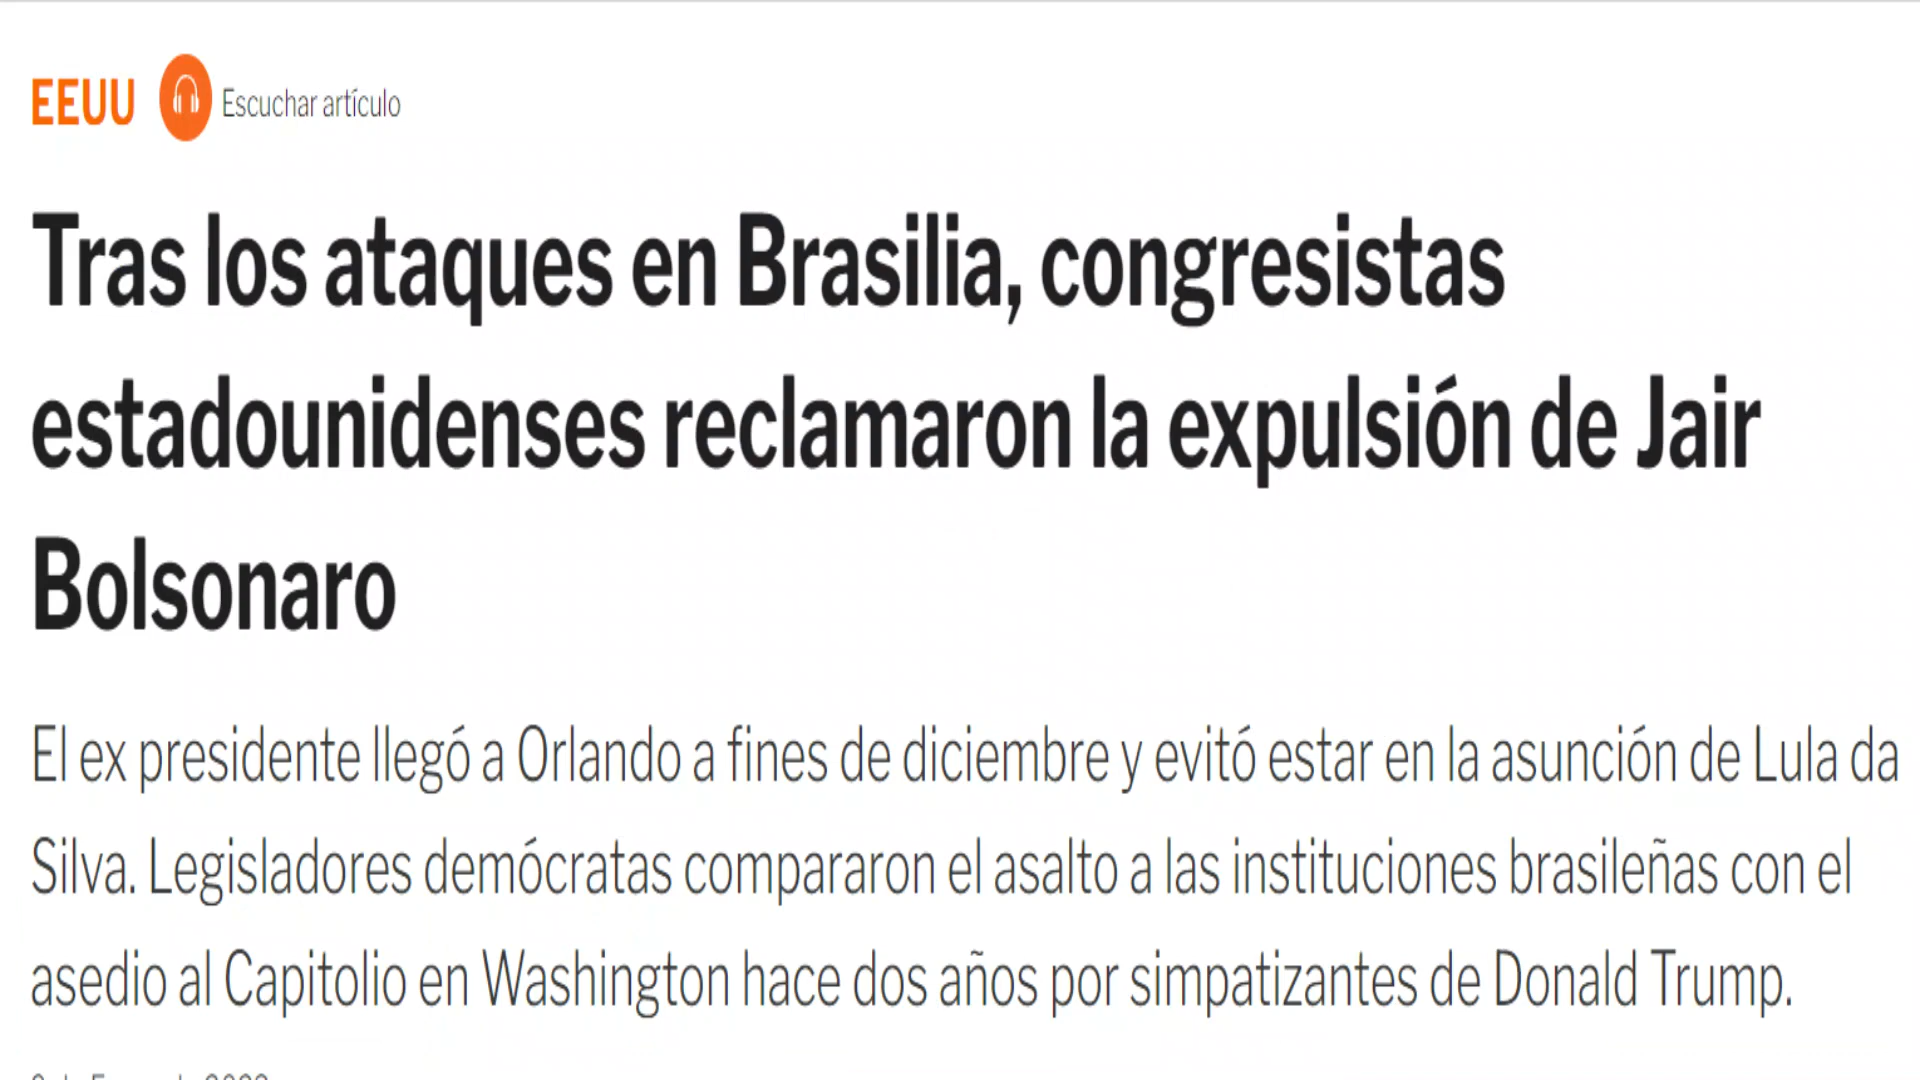 EEUU Escuchar artículo
Tras los ataques en Brasilia, congresistas
estadounidenses reclamaron la expulsión de Jair
Bolsonaro
El ex presidente llegó a Orlando a fines de diciembre y evitó estar en la asunción de Lula da
Silva. Legisladores demócratas compararon el asalto a las instituciones brasileñas con el
asedio al Capitolio en Washington hace dos años por simpatizantes de Donald Trump.